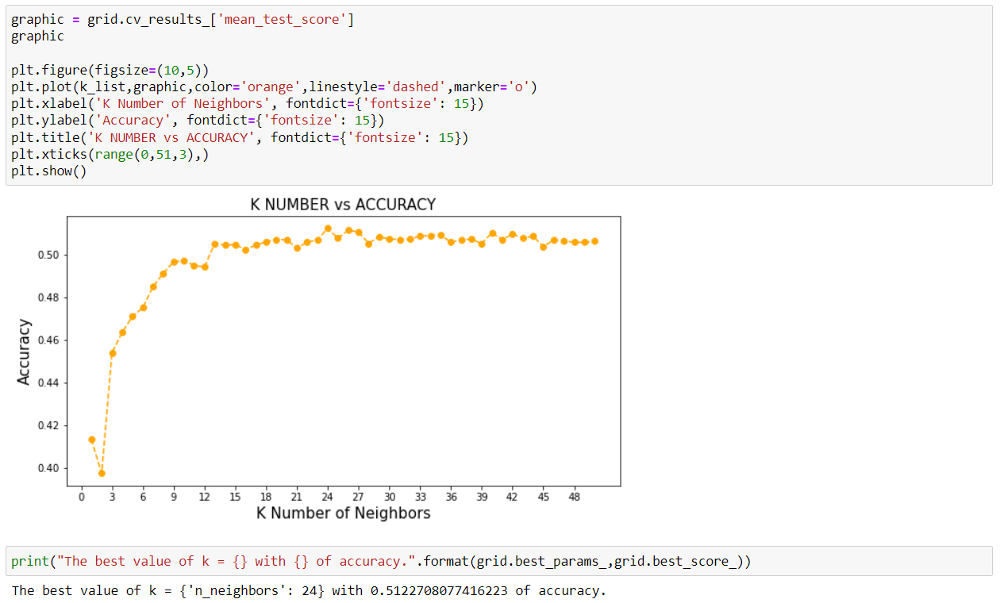 graphic = grid.cv_results_['mean_test_score']
graphic
plt.figure(figsize=(10,5))
plt.plot(k_list,graphic,color='orange',linestyle='dashed',marker='o')
plt.xlabel('K Number of Neighbors', fontdict={'fontsize': 15})
plt.ylabel('Accuracy', fontdict={'fontsize': 15})
plt.title('K NUMBER vs ACCURACY', fontdict={'fontsize': 15})
plt.xticks(range(0,51,3),)
plt.show()
K NUMBER vs ACCURACY
Accuracy
0.50
0.48
0.46
0.44
0.42
0.40
0 3 6 9 12 15 18 21 24 27 30 33 36 39 42 45 48
K Number of Neighbors
print("The best value of k = {} with {} of accuracy.".format(grid.best_params_,grid.best_score_))
The best value of k = {'n_neighbors': 24} with 0.5122708077416223 of accuracy.